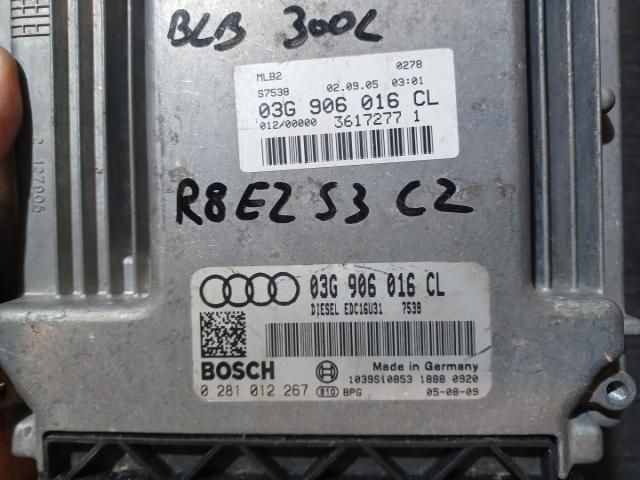 BLB 300L
MLB2 0278
S7538 02.09.05 03:01
03G 906 016 CL
012/00000 3617277 1
R8E2 S3 C2
03G 906 016 CL
DIESEL EDC16U31 7538
BOSCH Made in Germany
1039S10853 1888 0920
0 281 012 267 B10 BPG 05-08-09